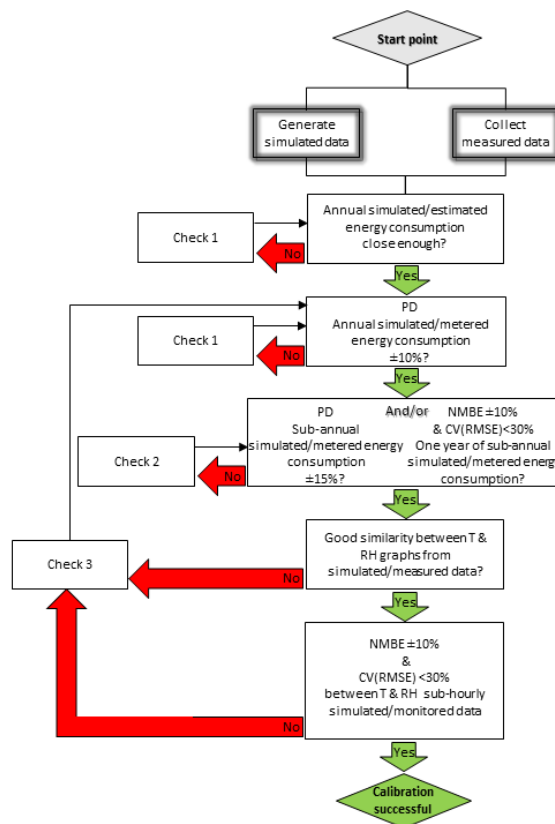 Start point
Generate
simulated data
Collect
measured data
Annual simulated/estimated
energy consumption
close enough?
Check 1
No
Yes
PD
Annual simulated/metered
energy consumption
±10%?
Check 1
No
Yes
PD
Sub-annual
simulated/metered energy
consumption
±15%?
And/or
NMBE ±10%
& CV(RMSE)<30%
One year of sub-annual
simulated/metered energy
consumption?
Check 2
No
Yes
Good similarity between T &
RH graphs from
simulated/measured data?
Check 3
No
Yes
NMBE ±10%
&
CV(RMSE) <30%
between T & RH sub-hourly
simulated/monitored data
No
Yes
Calibration
successful